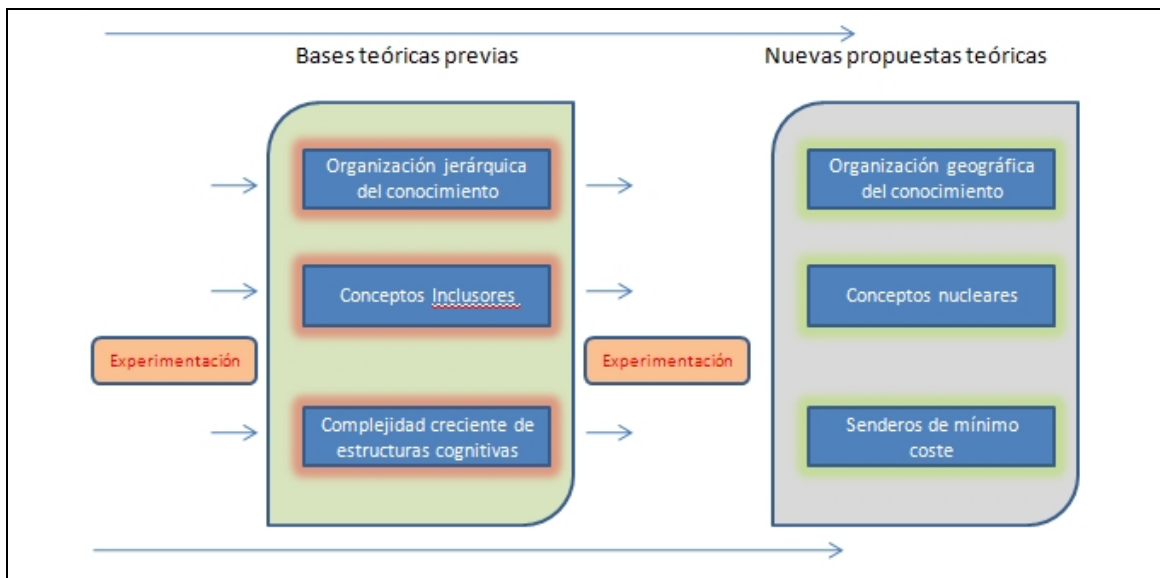 Bases teóricas previas
Nuevas propuestas teóricas
Organización jerárquica
del conocimiento
Organización geográfica
del conocimiento
Conceptos Inclusores
Conceptos nucleares
Experimentación
Experimentación
Complejidad creciente de
estructuras cognitivas
Senderos de mínimo
coste